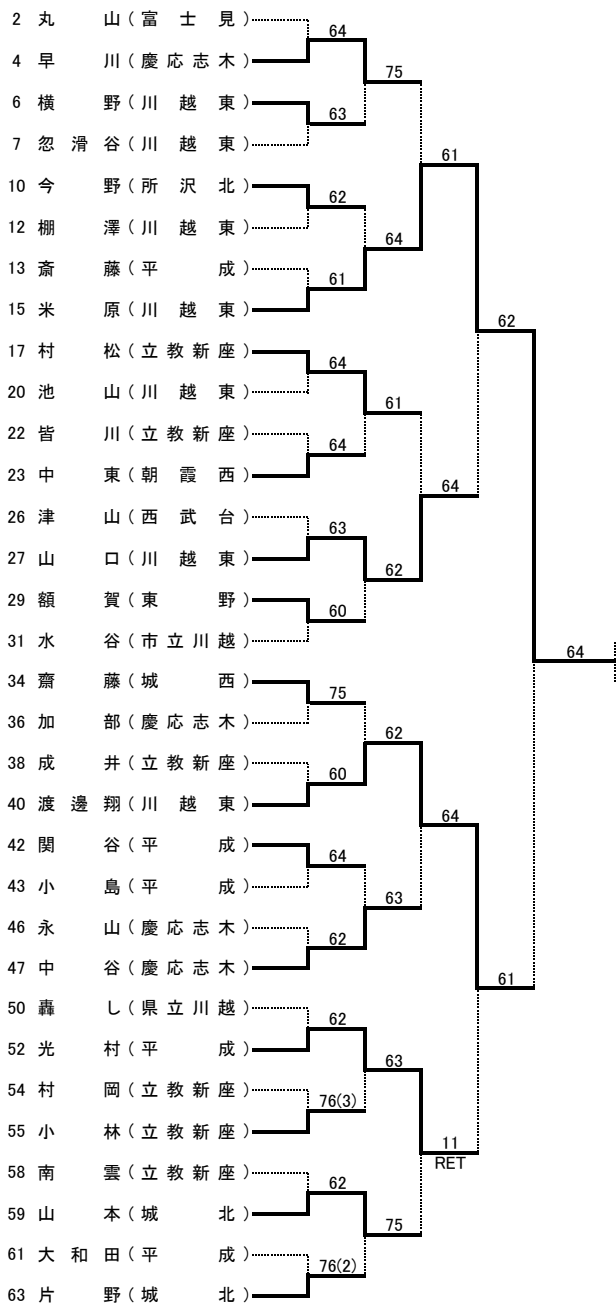 2 丸山(富士見)
64
4 早川(慶応志木)
75
6 横野(川越東)
63
7 忽滑谷(川越東)
61
10 今野(所沢北)
62
12 棚澤(川越東)
64
13 斎藤(平成)
61
15 米原(川越東)
62
17 村松(立教新座)
64
20 池山(川越東)
61
22 皆川(立教新座)
64
23 中東(朝霞西)
64
26 津山(西武台)
63
27 山口(川越東)
62
29 額賀(東野)
60
31 水谷(市立川越)
64
34 齋藤(城西)
75
36 加部(慶応志木)
62
38 成井(立教新座)
60
40 渡邊翔(川越東)
64
42 関谷(平成)
64
43 小島(平成)
63
46 永山(慶応志木)
62
47 中谷(慶応志木)
61
50 轟し(県立川越)
62
52 光村(平成)
63
54 村岡(立教新座)
76(3)
55 小林(立教新座)
11
RET
58 南雲(立教新座)
62
59 山本(城北)
75
61 大和田(平成)
76(2)
63 片野(城北)